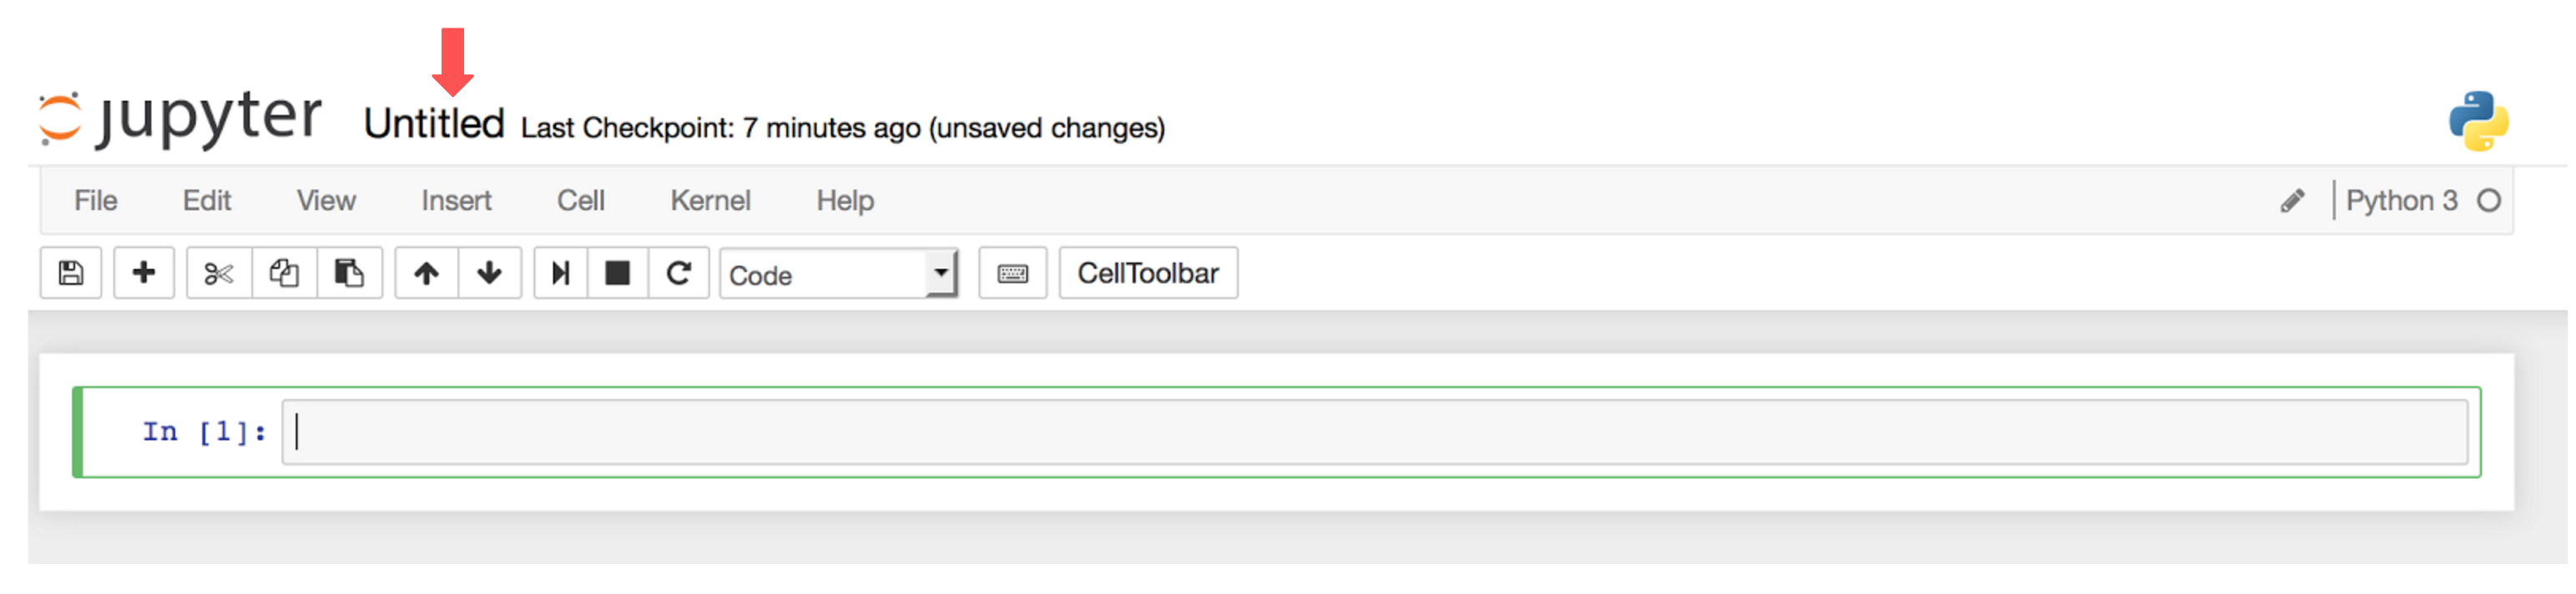 jupyter Untitled Last Checkpoint: 7 minutes ago (unsaved changes)
File Edit View Insert Cell Kernel Help Python 3
Code CellToolbar
In [1]: